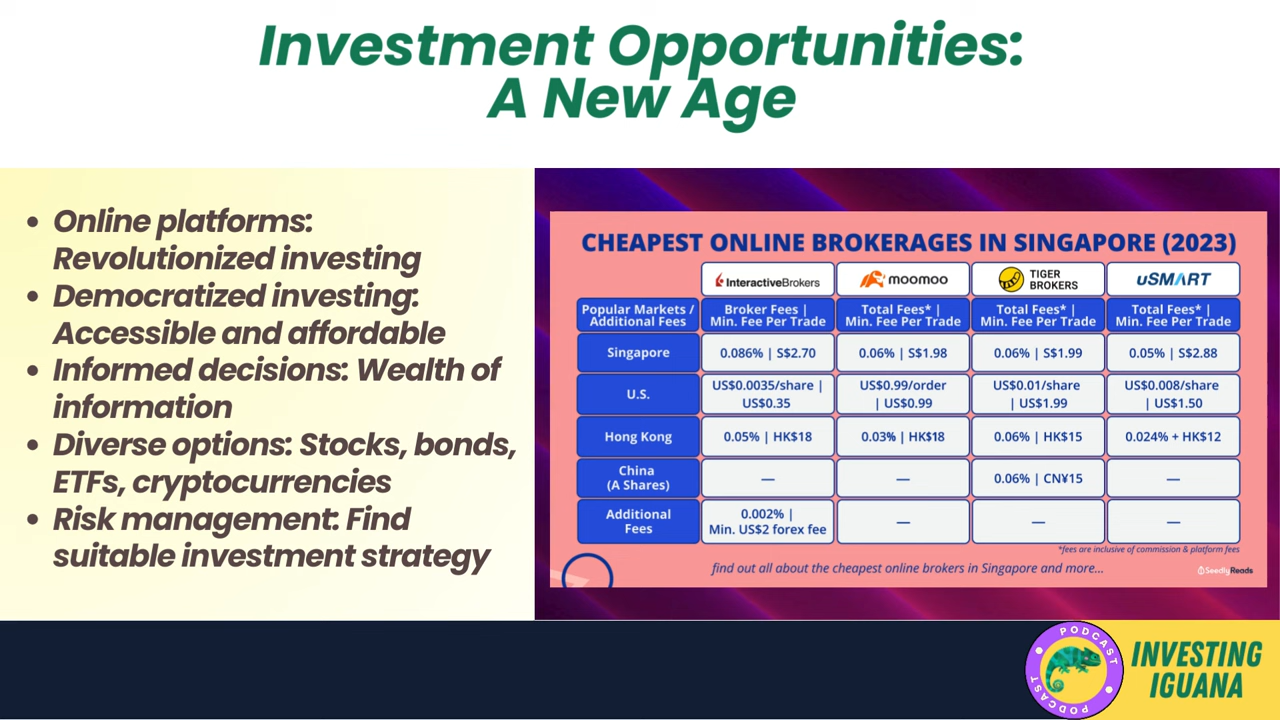 Investment Opportunities:
A New Age
• Online platforms:
Revolutionized investing
• Democratized investing:
Accessible and affordable
• Informed decisions: Wealth of
information
• Diverse options: Stocks, bonds,
ETFs, cryptocurrencies
• Risk management: Find
suitable investment strategy
CHEAPEST ONLINE BROKERAGES IN SINGAPORE (2023)
InteractiveBrokers
moomoo
TIGER
BROKERS
uSMART
Popular Markets /
Additional Fees
Broker Fees |
Min. Fee Per Trade
Total Fees* |
Min. Fee Per Trade
Total Fees* |
Min. Fee Per Trade
Total Fees* |
Min. Fee Per Trade
Singapore
0.086% | S$2.70
0.06% | S$1.98
0.06% | S$1.99
0.05% | S$2.88
U.S.
US$0.0035/share |
US$0.35
US$0.99/order
| US$0.99
US$0.01/share
| US$1.99
US$0.008/share
| US$1.50
Hong Kong
0.05% | HK$18
0.03% | HK$18
0.06% | HK$15
0.024% + HK$12
China
(A Shares)
—
—
0.06% | CN¥15
—
Additional
Fees
0.002% |
Min. US$2 forex fee
—
—
—
*fees are inclusive of commission & platform fees
find out all about the cheapest online brokers in Singapore and more...
SeedlyReads
PODCAST
PODCAST
INVESTING
IGUANA